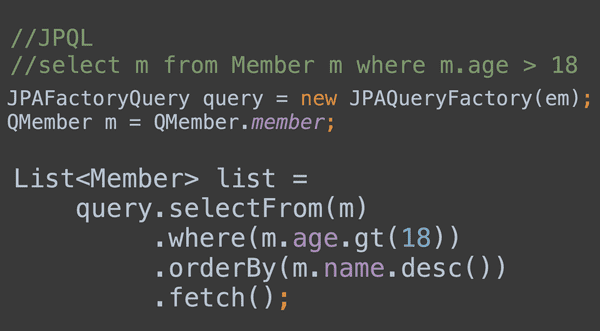 //JPQL
//select m from Member m where m.age > 18
JPAFactoryQuery query = new JPAQueryFactory(em);
QMember m = QMember.member;
List<Member> list =
query.selectFrom(m)
.where(m.age.gt(18))
.orderBy(m.name.desc())
.fetch();